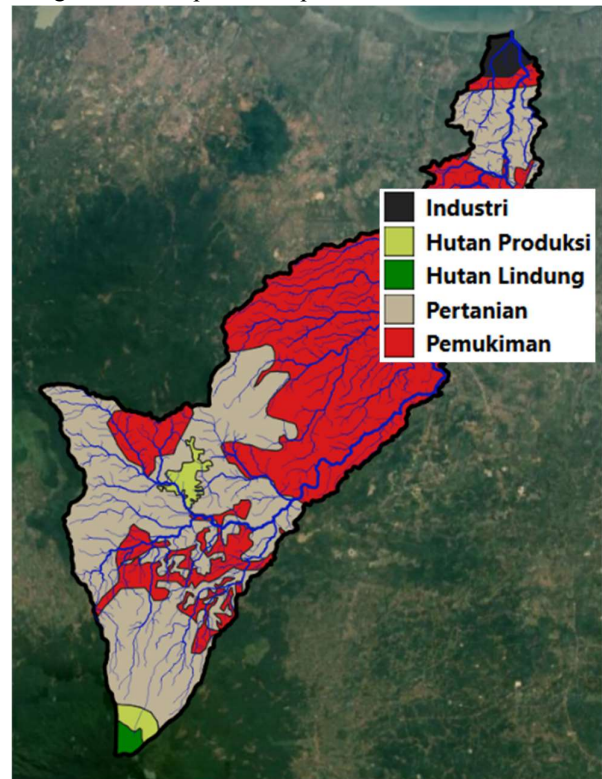 Industri
Hutan Produksi
Hutan Lindung
Pertanian
Pemukiman